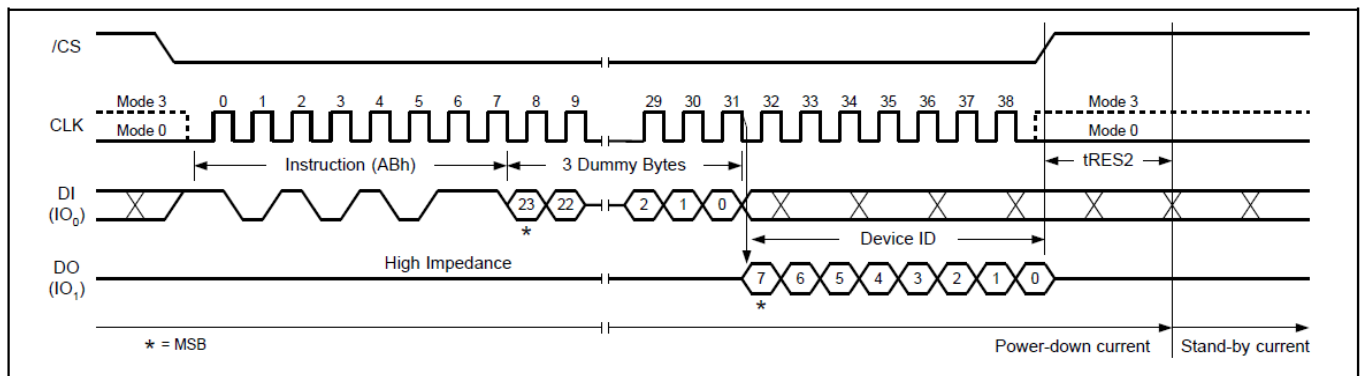 /CS
Mode 3 0 1 2 3 4 5 6 7 8 9 29 30 31 32 33 34 35 36 37 38 Mode 3
CLK
Mode 0 Mode 0
Instruction (ABh) 3 Dummy Bytes tRES2
DI
(IO0) 23 22 2 1 0
* Device ID
High Impedance
DO
(IO1) 7 6 5 4 3 2 1 0
*
* = MSB Power-down current Stand-by current